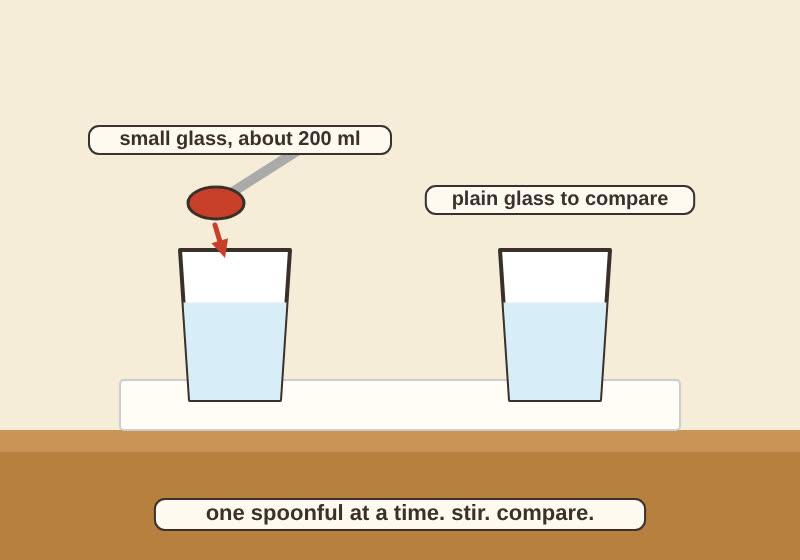 small glass, about 200 ml
plain glass to compare
one spoonful at a time. stir. compare.